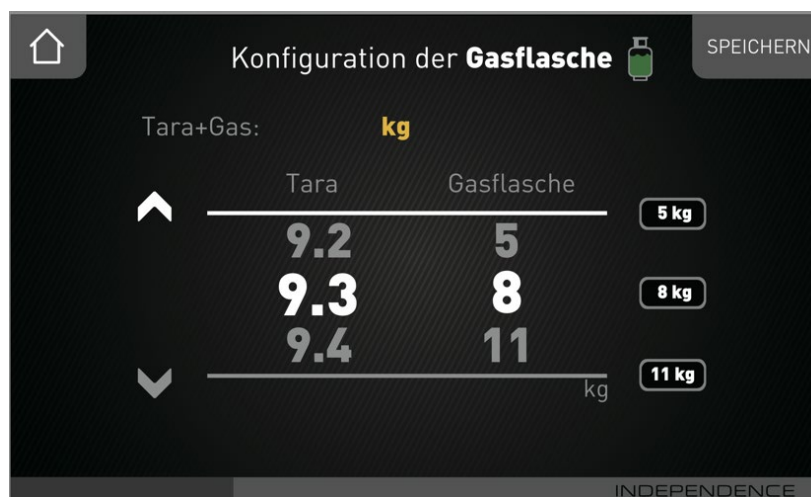 Konfiguration der Gasflasche
SPEICHERN
Tara+Gas: kg
Tara Gasflasche
9.2 5
9.3 8
9.4 11
kg
5 kg
8 kg
11 kg
INDEPENDENCE